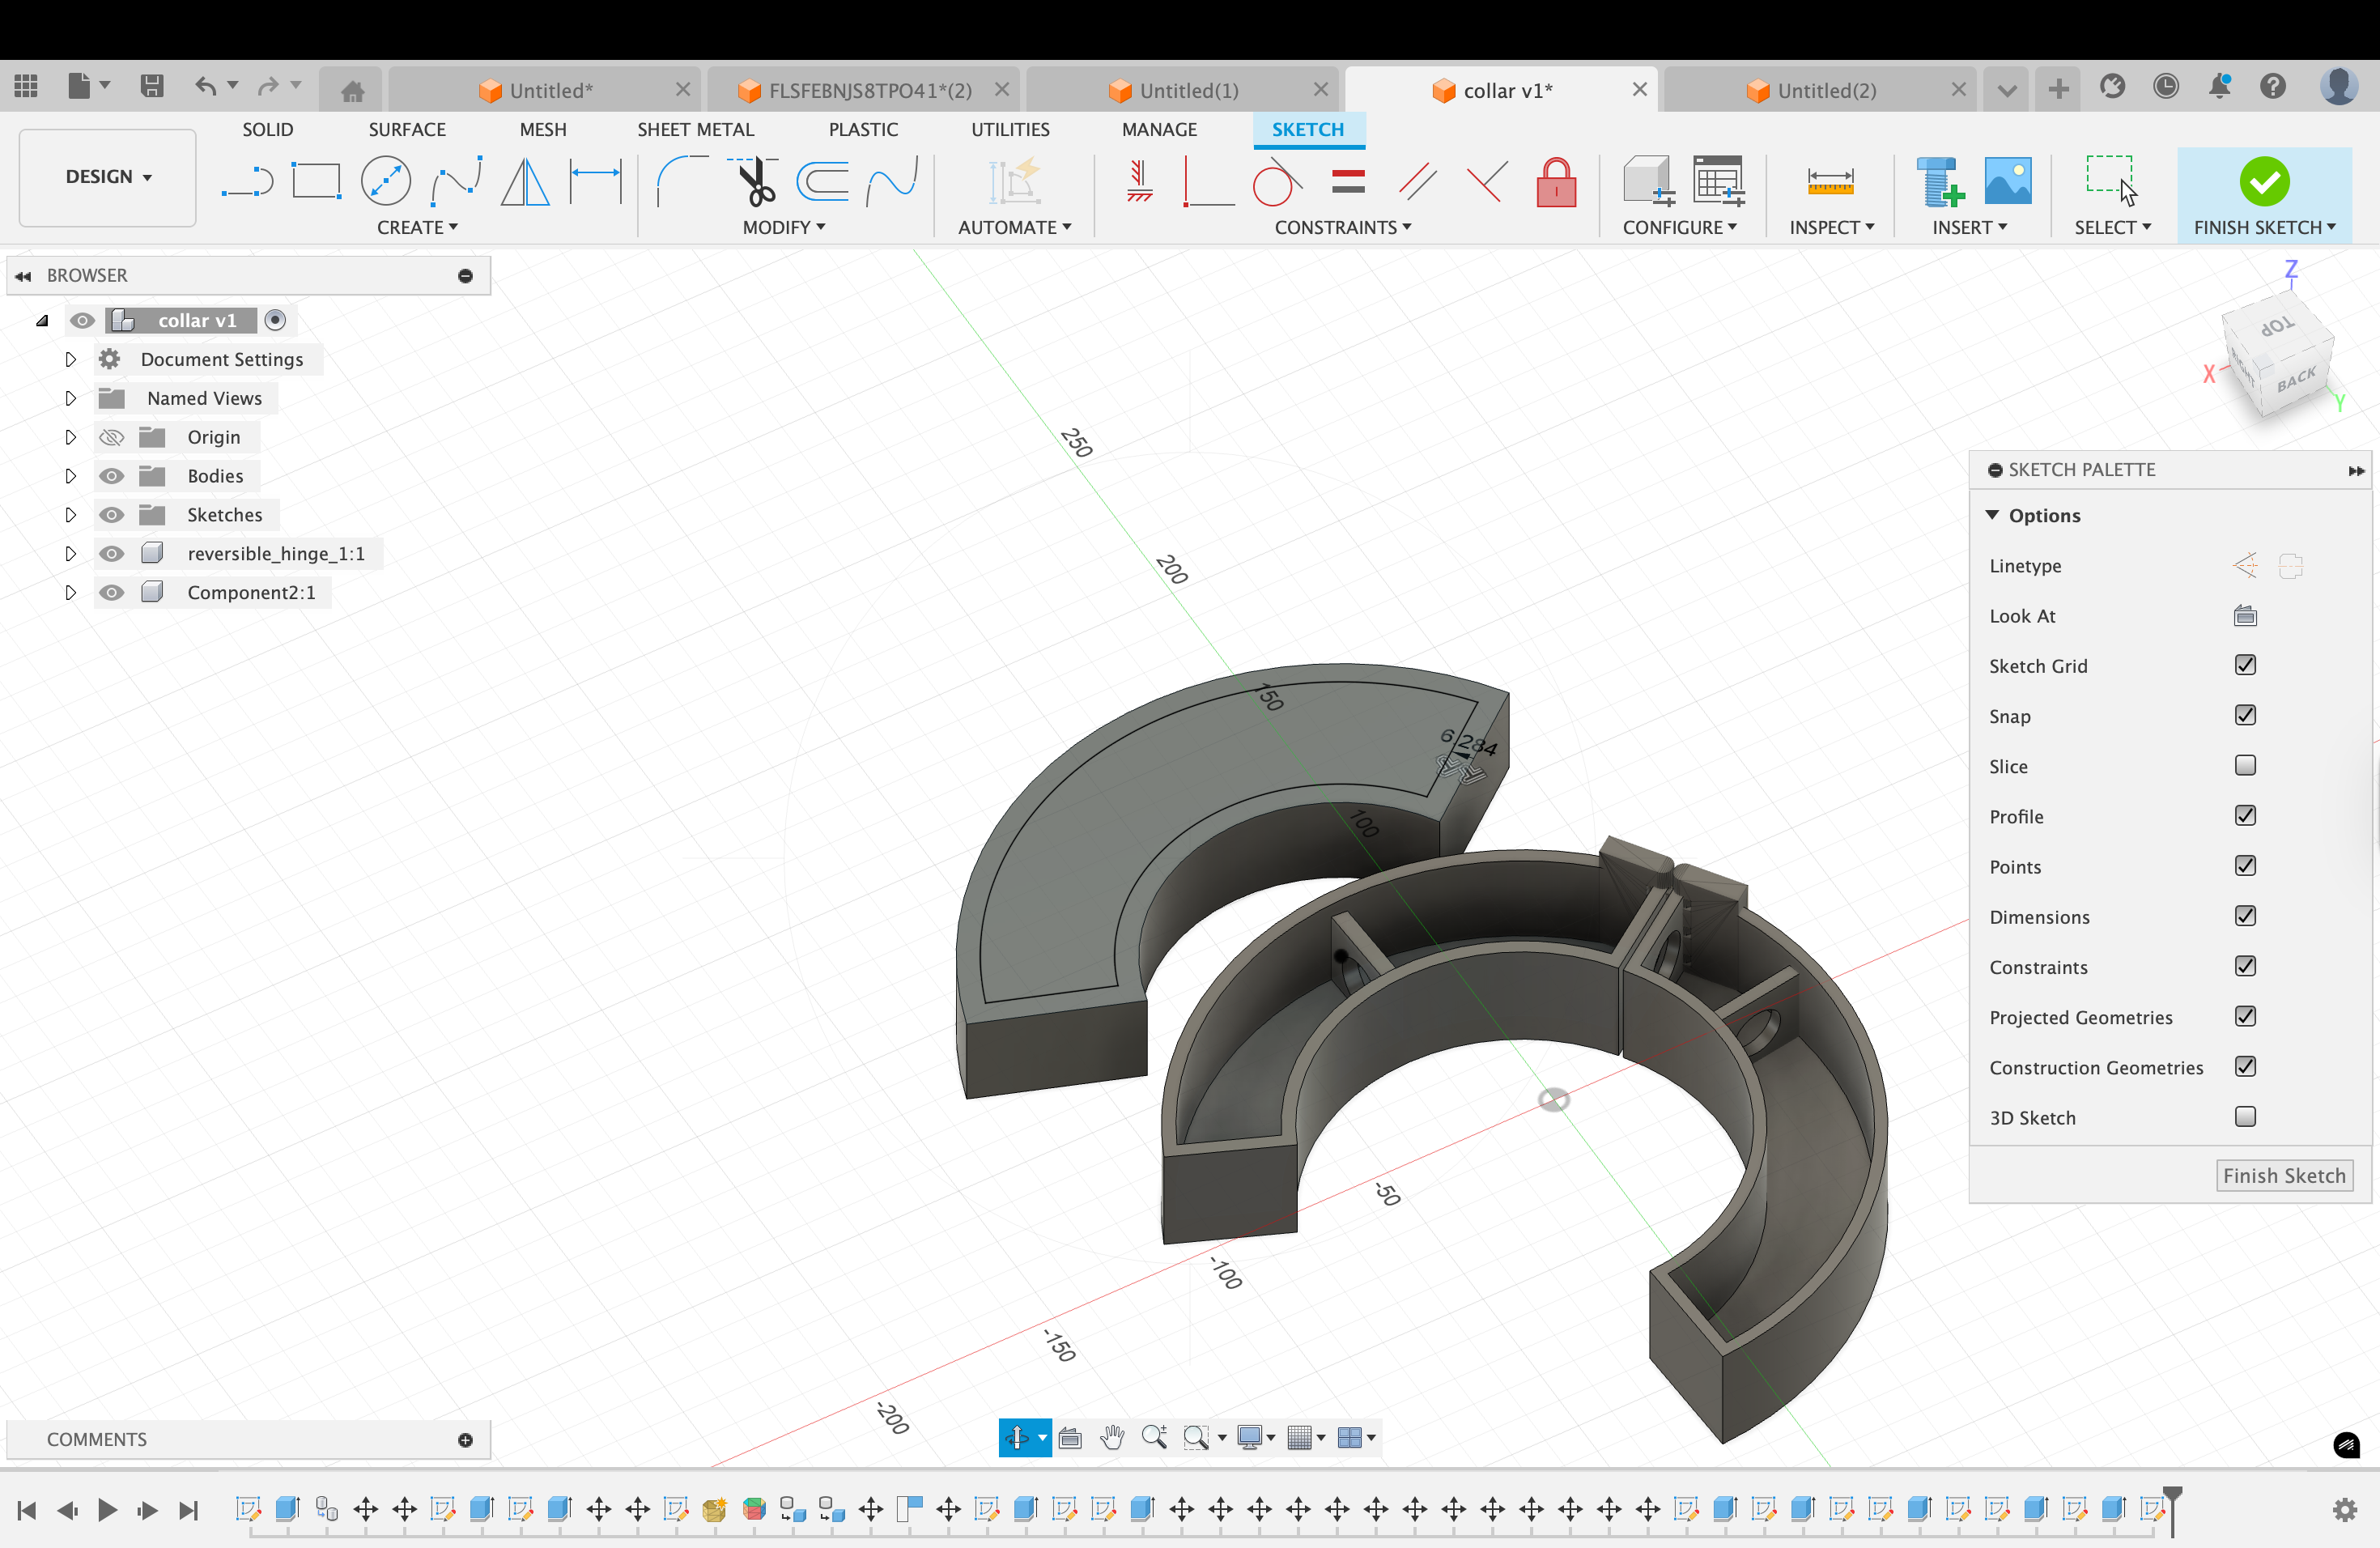 Untitled*
FLSFEBNJS8TPO41*(2)
Untitled(1)
collar v1*
Untitled(2)
SOLID
SURFACE
MESH
SHEET METAL
PLASTIC
UTILITIES
MANAGE
SKETCH
DESIGN
CREATE
MODIFY
AUTOMATE
CONSTRAINTS
CONFIGURE
INSPECT
INSERT
SELECT
FINISH SKETCH
BROWSER
collar v1
Document Settings
Named Views
Origin
Bodies
Sketches
reversible_hinge_1:1
Component2:1
Z
TOP
RIGHT
BACK
X
Y
250
200
150
6.284
100
-50
-100
-150
-200
SKETCH PALETTE
Options
Linetype
Look At
Sketch Grid
Snap
Slice
Profile
Points
Dimensions
Constraints
Projected Geometries
Construction Geometries
3D Sketch
Finish Sketch
COMMENTS